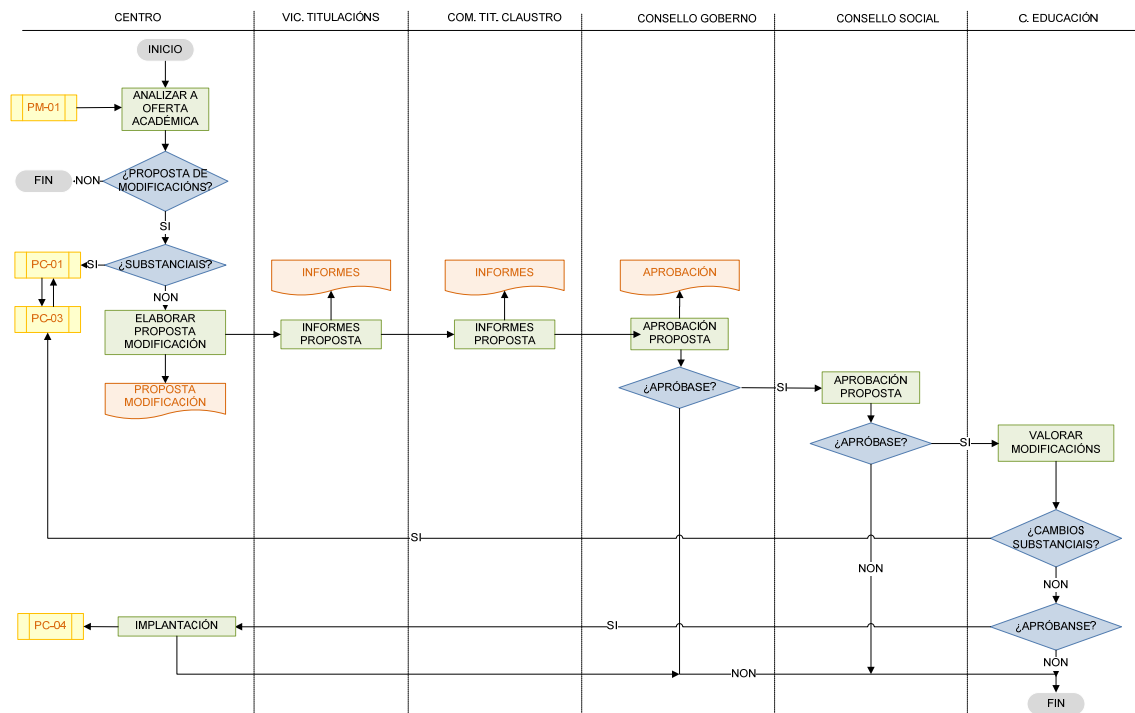 CENTRO
VIC. TITULACIÓNS
COM. TIT. CLAUSTRO
CONSELLO GOBERNO
CONSELLO SOCIAL
C. EDUCACIÓN
INICIO
PM-01
ANALIZAR A
OFERTA
ACADÉMICA
FIN
NON
¿PROPOSTA DE
MODIFICACIÓNS?
SI
PC-01
SI
¿SUBSTANCIAIS?
NON
PC-03
ELABORAR
PROPOSTA
MODIFICACIÓN
PROPOSTA
MODIFICACIÓN
INFORMES
INFORMES
PROPOSTA
INFORMES
INFORMES
PROPOSTA
APROBACIÓN
APROBACIÓN
PROPOSTA
¿APRÓBASE?
SI
APROBACIÓN
PROPOSTA
¿APRÓBASE?
SI
VALORAR
MODIFICACIÓNS
¿CAMBIOS
SUBSTANCIAIS?
SI
NON
NON
¿APRÓBANSE?
SI
IMPLANTACIÓN
PC-04
NON
NON
FIN